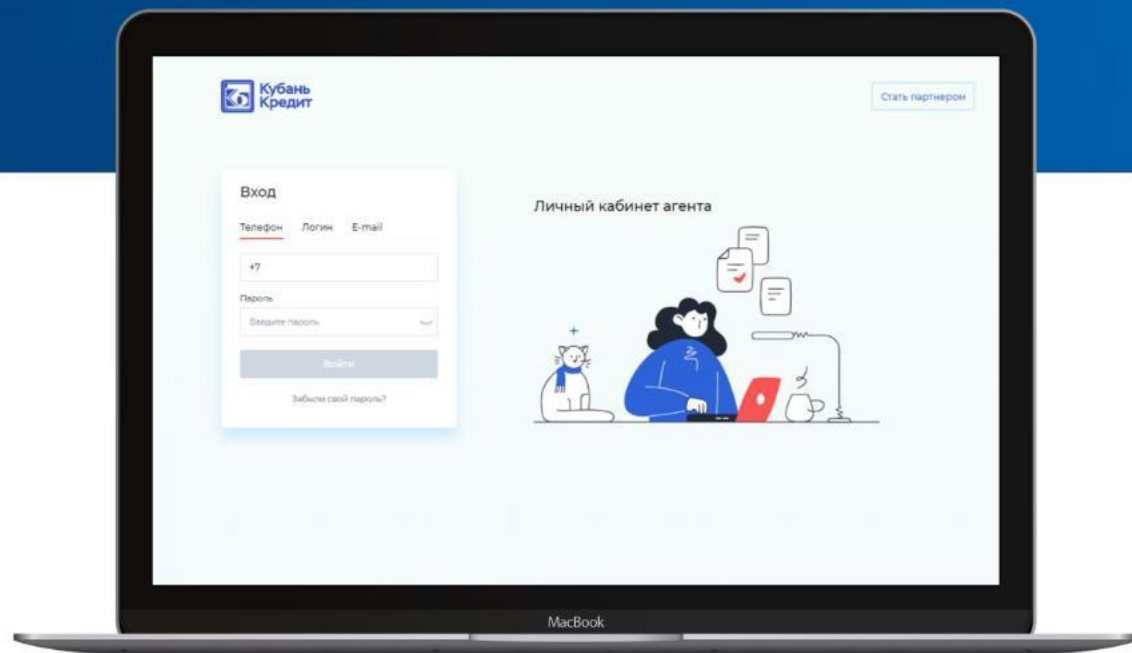 Кубань
Кредит
Стать партнером
Вход
Телефон Логин E-mail
+7
Пароль
Введите пароль
Войти
Забыли свой пароль?
Личный кабинет агента
MacBook